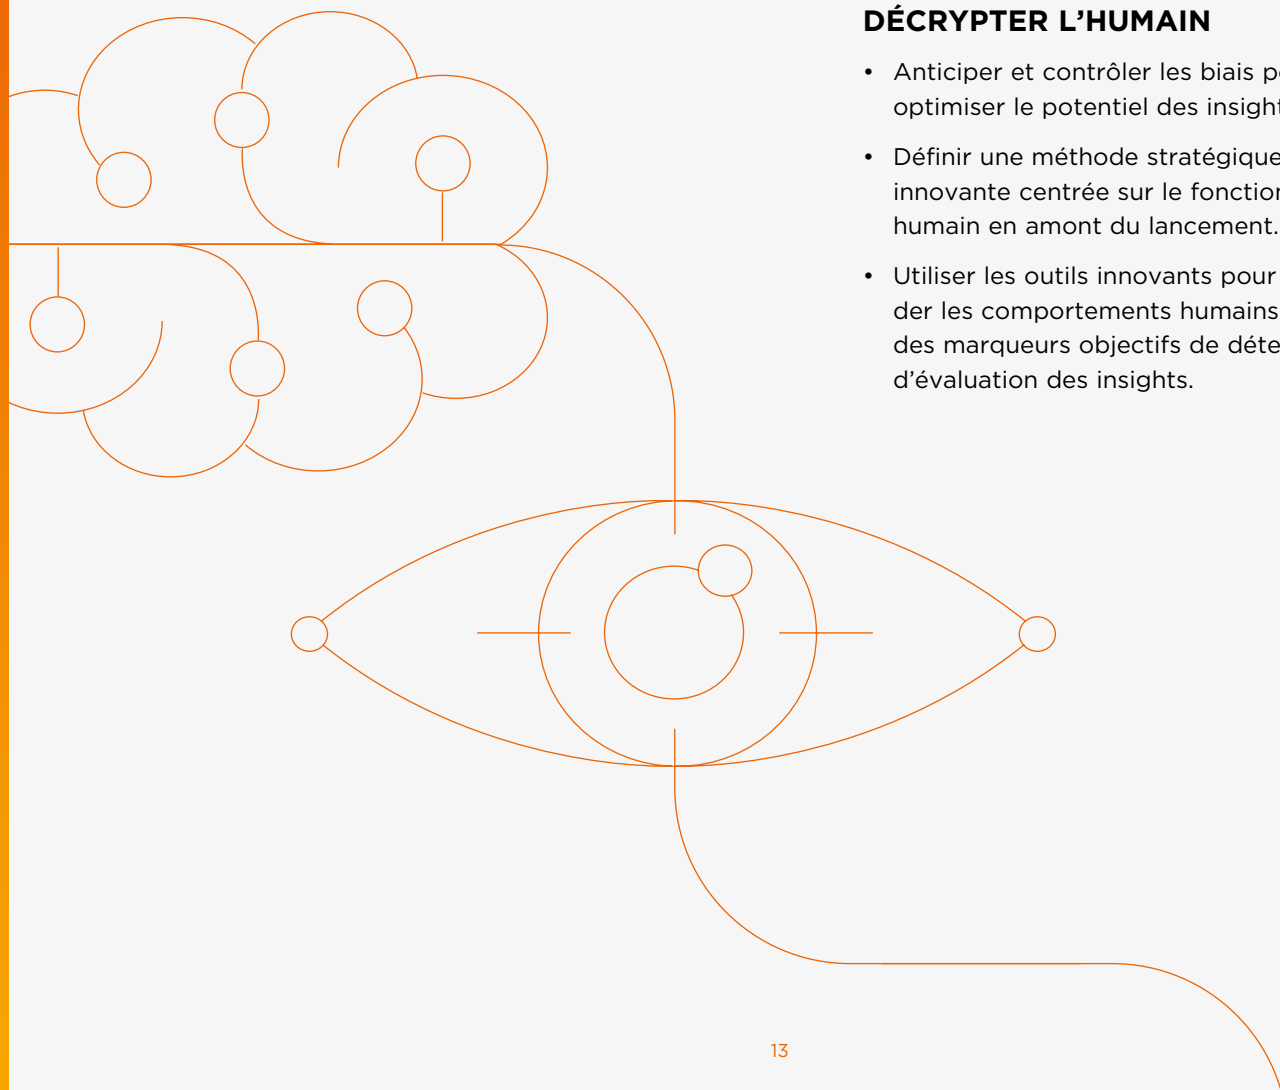 DÉCRYPTER L'HUMAIN
• Anticiper et contrôler les biais
optimiser le potentiel des
• Définir une méthode stratégique
innovante centrée sur le
humain en amont du lancement.
• Utiliser les outils innovants pour
der les comportements humains
des marqueurs objectifs de
d'évaluation des insights.
13